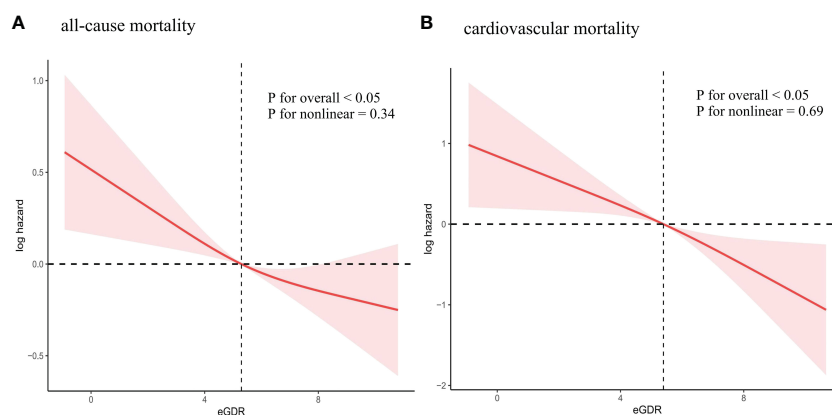 A all-cause mortality
P for overall < 0.05
P for nonlinear = 0.34
1.0
0.5
0.0
−0.5
log hazard
0 4 8
eGDR
B cardiovascular mortality
P for overall < 0.05
P for nonlinear = 0.69
1
0
−1
−2
log hazard
0 4 8
eGDR